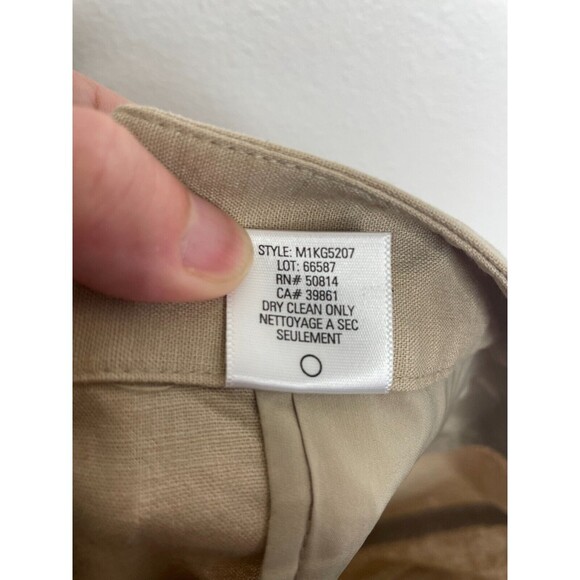 STYLE: M1KG5207
LOT: 66587
RN# 50814
CA# 39861
DRY CLEAN ONLY
NETTOYAGE A SEC
SEULEMENT